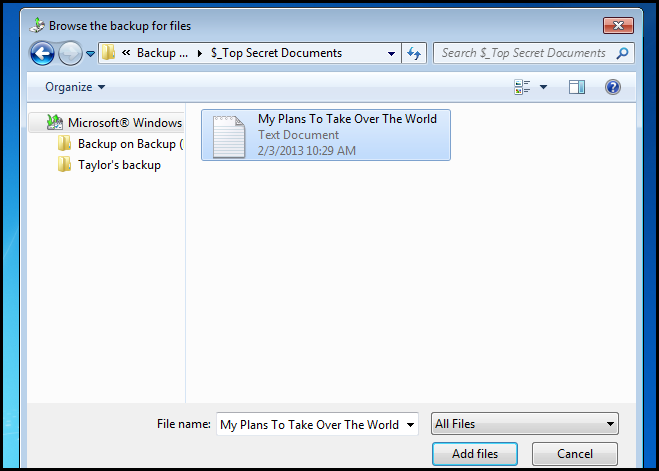 Browse the backup for files
« Backup ... ▸ $_Top Secret Documents
Search $_Top Secret Documents
Organize
Microsoft® Windows
Backup on Backup (
Taylor's backup
My Plans To Take Over The World
Text Document
2/3/2013 10:29 AM
File name: My Plans To Take Over The World
All Files
Add files
Cancel